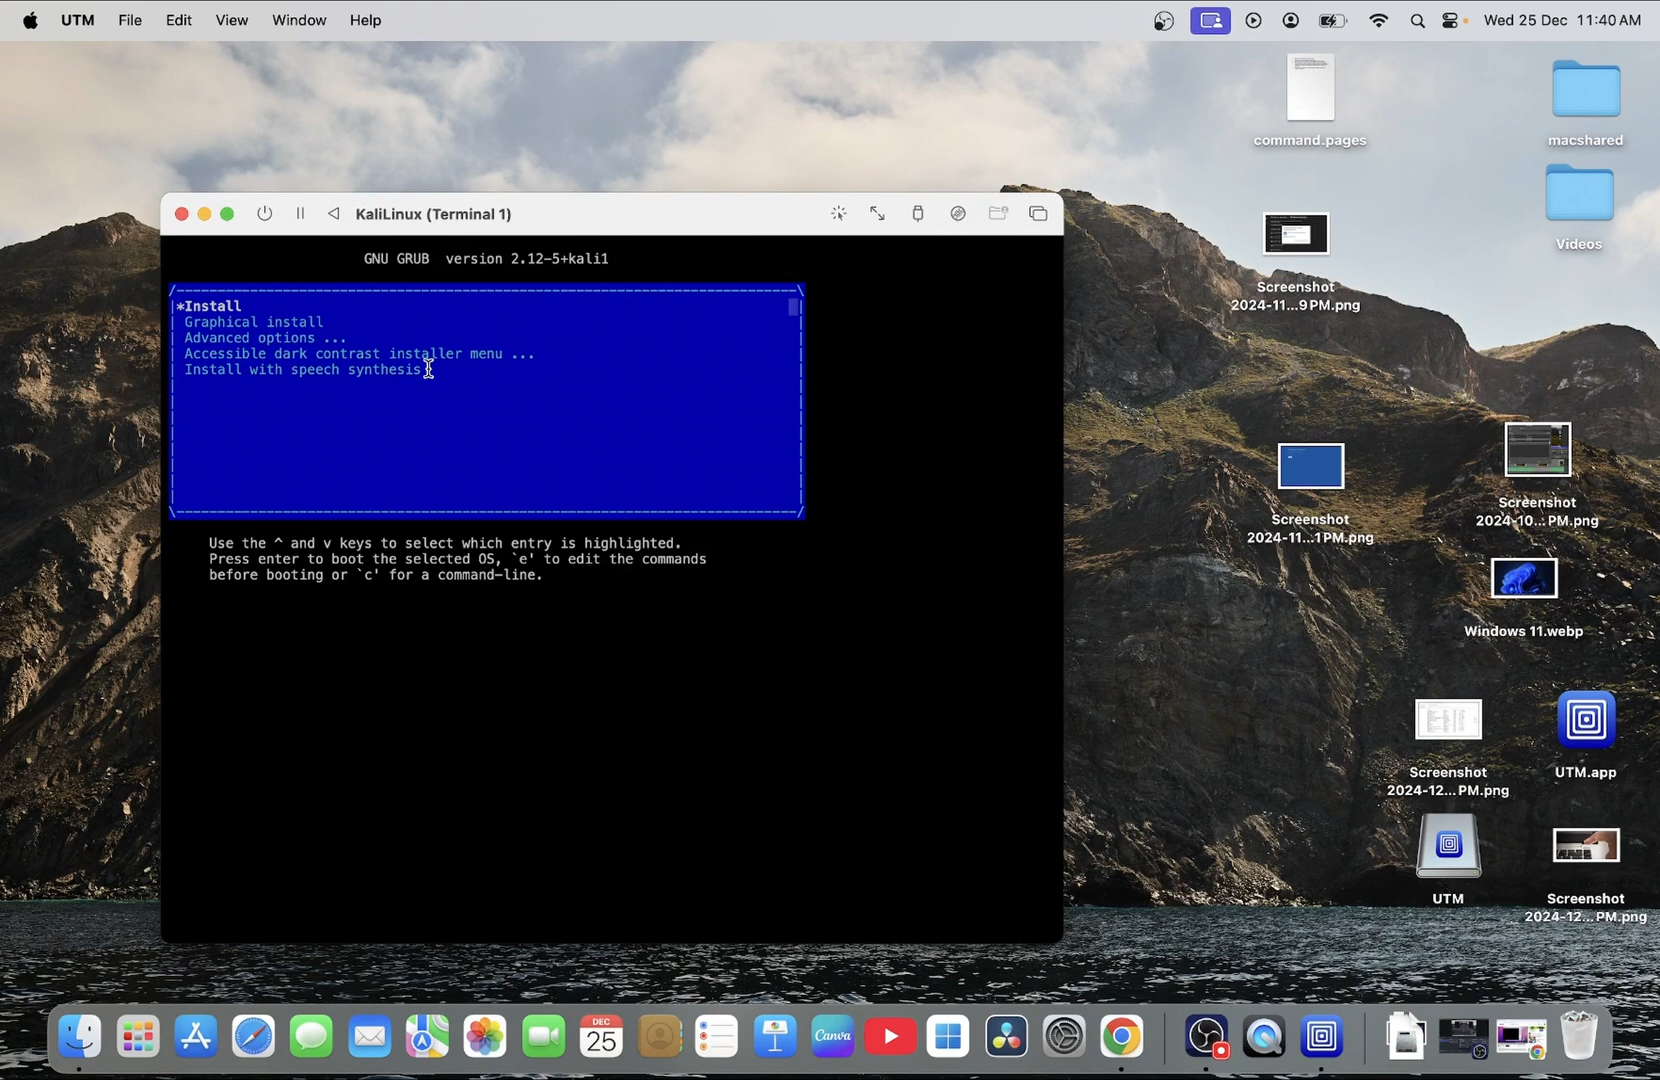 UTM File Edit View Window Help
Wed 25 Dec 11:40 AM
command.pages
macshared
Videos
Screenshot
2024-11...9 PM.png
Screenshot
2024-11...1 PM.png
Screenshot
2024-10...PM.png
Windows 11.webp
Screenshot
2024-12...PM.png
UTM.app
UTM
Screenshot
2024-12...PM.png
KaliLinux (Terminal 1)
GNU GRUB version 2.12-5+kali1
*Install
Graphical install
Advanced options ...
Accessible dark contrast installer menu ...
Install with speech synthesis
Use the ^ and v keys to select which entry is highlighted.
Press enter to boot the selected OS, `e' to edit the commands
before booting or `c' for a command-line.
DEC
25
Canva